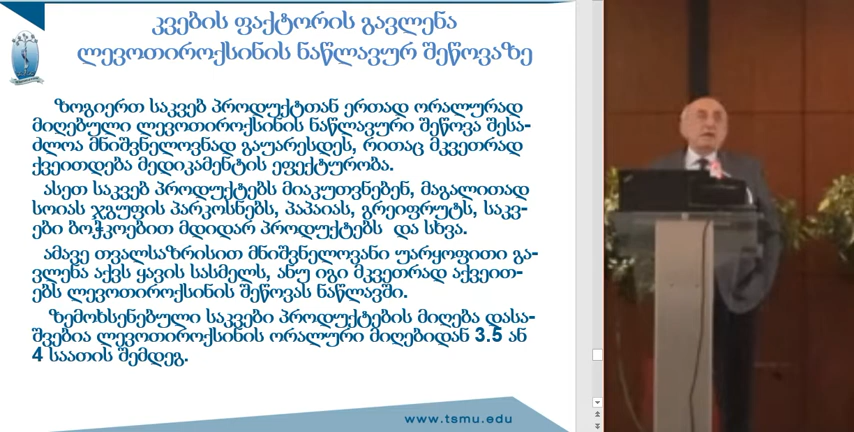 კვების ფაქტორის გავლენა
ლევოთიროქსინის ნაწლავურ შეწოვაზე
ზოგიერთ საკვებ პროდუქტთან ერთად ორალურად
მიღებული ლევოთიროქსინის ნაწლავური შეწოვა შესა-
ძლოა მნიშვნელოვნად გაუარესდეს, რითაც მკვეთრად
ქვეითდება მედიკამენტის ეფექტურობა.
ასეთ საკვებ პროდუქტებს მიაკუთვნებენ, მაგალითად
სოიას ჯგუფის პარკოსნებს, პაპაიას, გრეიფრუტს, საკვ-
ები ბოჭკოებით მდიდარ პროდუქტებს და სხვა.
ამავე თვალსაზრისით მნიშვნელოვანი უარყოფითი გა-
ვლენა აქვს ყავის სასმელს, ანუ იგი მკვეთრად აქვეით-
ებს ლევოთიროქსინის შეწოვას ნაწლავში.
ზემოხსენებული საკვები პროდუქტების მიღება დასა-
შვებია ლევოთიროქსინის ორალური მიღებიდან 3.5 ან
4 საათის შემდეგ.
www.tsmu.edu